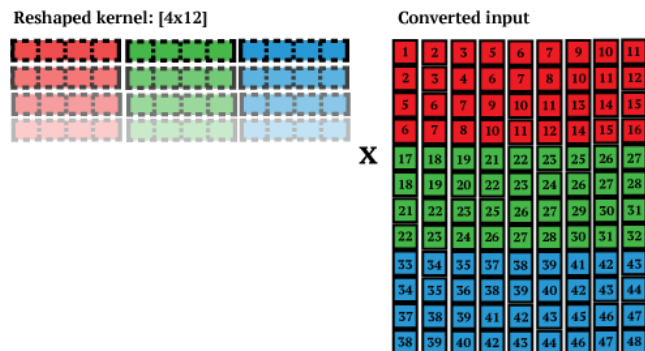 Reshaped kernel: [4x12]
Converted input
1 2 3 5 6 7 9 10 11
2 3 4 6 7 8 10 11 12
5 6 7 9 10 11 13 14 15
6 7 8 10 11 12 14 15 16
X
17 18 19 21 22 23 25 26 27
18 19 20 22 23 24 26 27 28
21 22 23 25 26 27 29 30 31
22 23 24 26 27 28 30 31 32
33 34 35 37 38 39 41 42 43
34 35 36 38 39 40 42 43 44
37 38 39 41 42 43 45 46 47
38 39 40 42 43 44 46 47 48